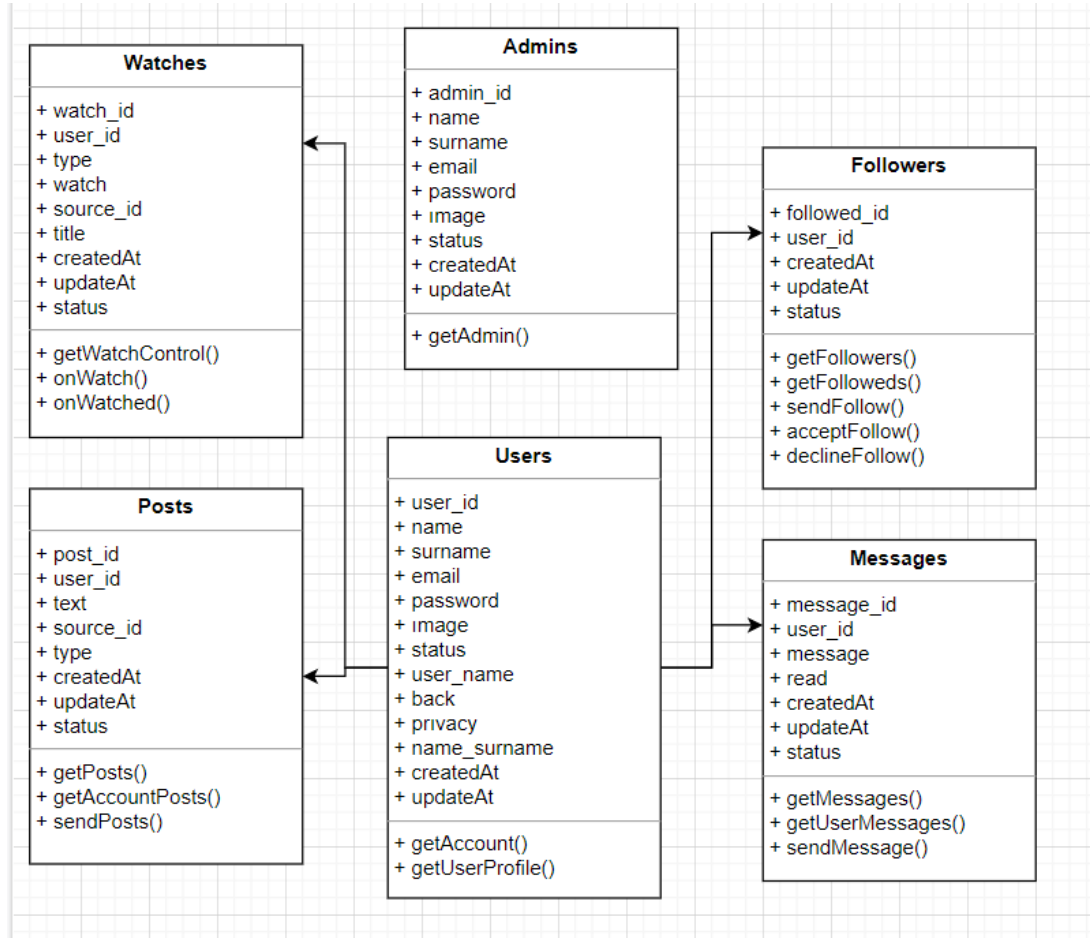 Watches
+ watch_id
+ user_id
+ type
+ watch
+ source_id
+ title
+ createdAt
+ updateAt
+ status
+ getWatchControl()
+ onWatch()
+ onWatched()
Admins
+ admin_id
+ name
+ surname
+ email
+ password
+ image
+ status
+ createdAt
+ updateAt
+ getAdmin()
Followers
+ followed_id
+ user_id
+ createdAt
+ updateAt
+ status
+ getFollowers()
+ getFolloweds()
+ sendFollow()
+ acceptFollow()
+ declineFollow()
Posts
+ post_id
+ user_id
+ text
+ source_id
+ type
+ createdAt
+ updateAt
+ status
+ getPosts()
+ getAccountPosts()
+ sendPosts()
Users
+ user_id
+ name
+ surname
+ email
+ password
+ image
+ status
+ user_name
+ back
+ privacy
+ name_surname
+ createdAt
+ updateAt
+ getAccount()
+ getUserProfile()
Messages
+ message_id
+ user_id
+ message
+ read
+ createdAt
+ updateAt
+ status
+ getMessages()
+ getUserMessages()
+ sendMessage()